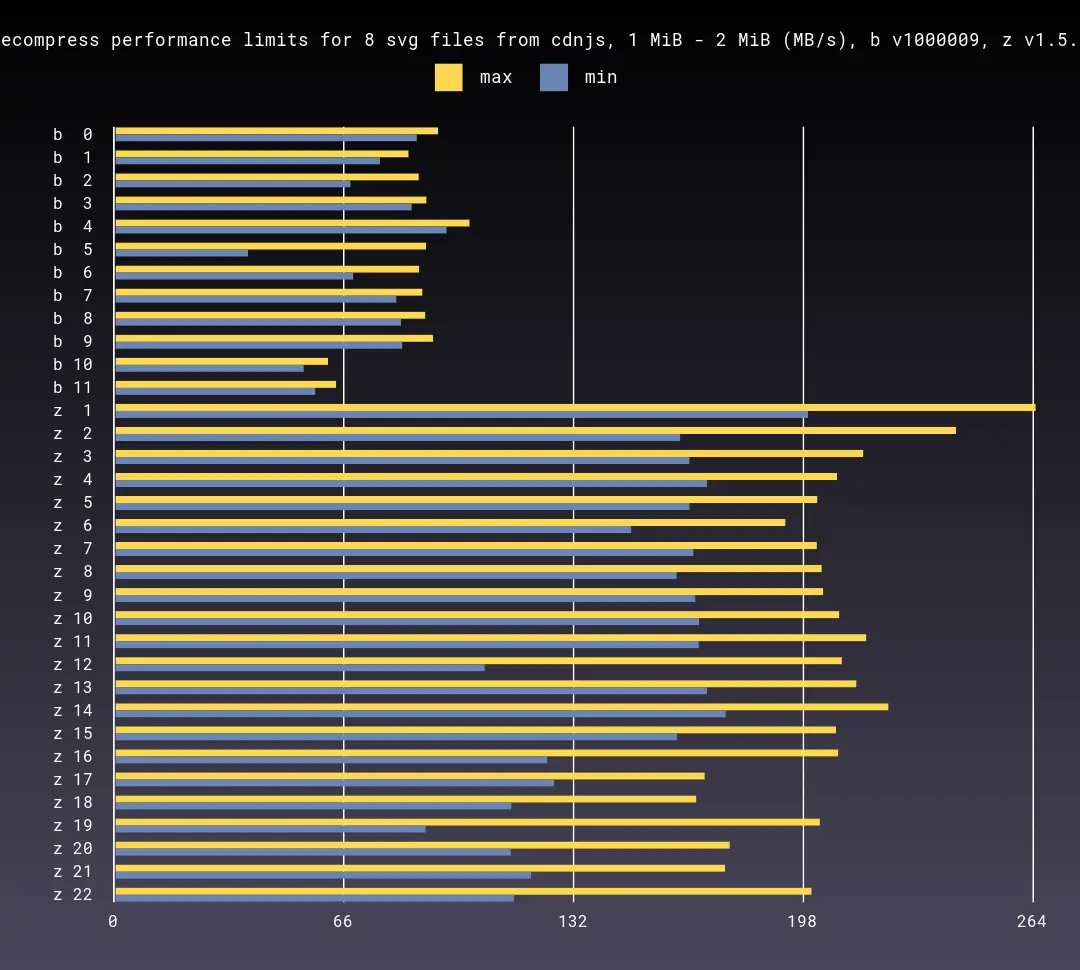 ecompress performance limits for 8 svg files from cdnjs, 1 MiB - 2 MiB (MB/s), b v1000009, z v1.5.
max min
b 0
b 1
b 2
b 3
b 4
b 5
b 6
b 7
b 8
b 9
b 10
b 11
z 1
z 2
z 3
z 4
z 5
z 6
z 7
z 8
z 9
z 10
z 11
z 12
z 13
z 14
z 15
z 16
z 17
z 18
z 19
z 20
z 21
z 22
0 66 132 198 264